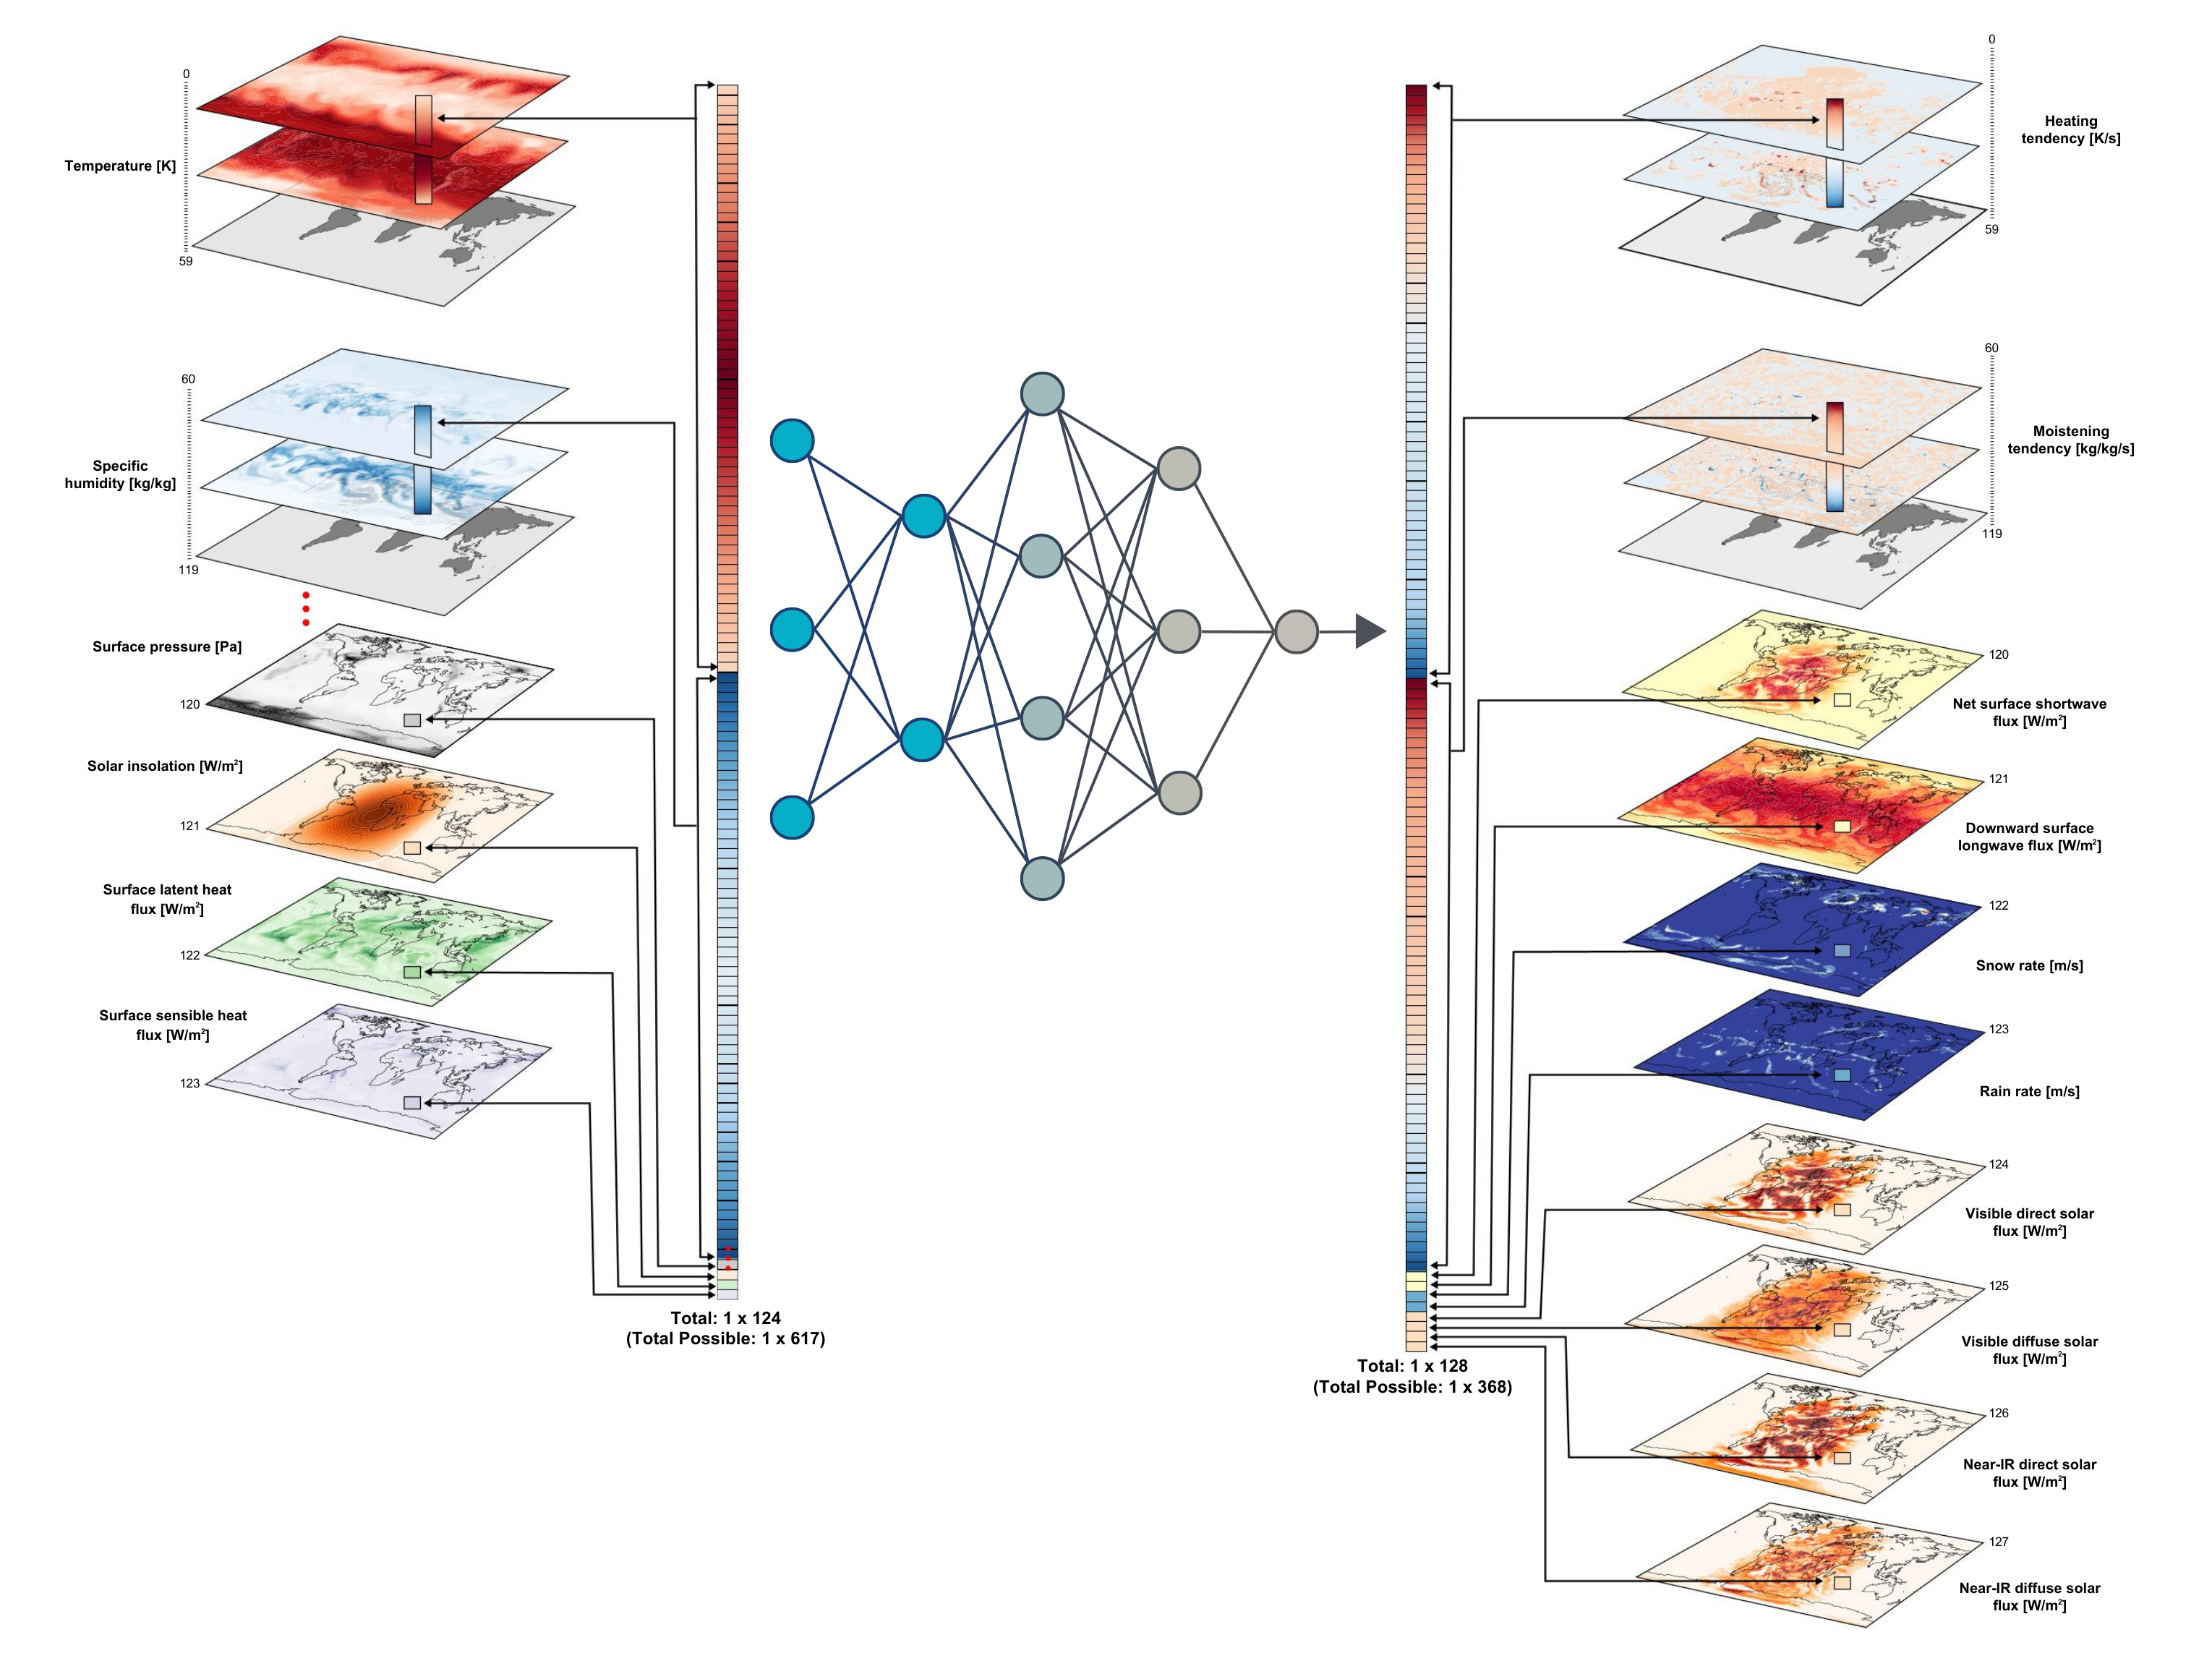 0
Temperature [K]
59
60
Specific
humidity [kg/kg]
119
Surface pressure [Pa]
120
Solar insolation [W/m²]
121
Surface latent heat
flux [W/m²]
122
Surface sensible heat
flux [W/m²]
123
Total: 1 x 124
(Total Possible: 1 x 617)
Total: 1 x 128
(Total Possible: 1 x 368)
0
Heating
tendency [K/s]
59
60
Moistening
tendency [kg/kg/s]
119
120
Net surface shortwave
flux [W/m²]
121
Downward surface
longwave flux [W/m²]
122
Snow rate [m/s]
123
Rain rate [m/s]
124
Visible direct solar
flux [W/m²]
125
Visible diffuse solar
flux [W/m²]
126
Near-IR direct solar
flux [W/m²]
127
Near-IR diffuse solar
flux [W/m²]